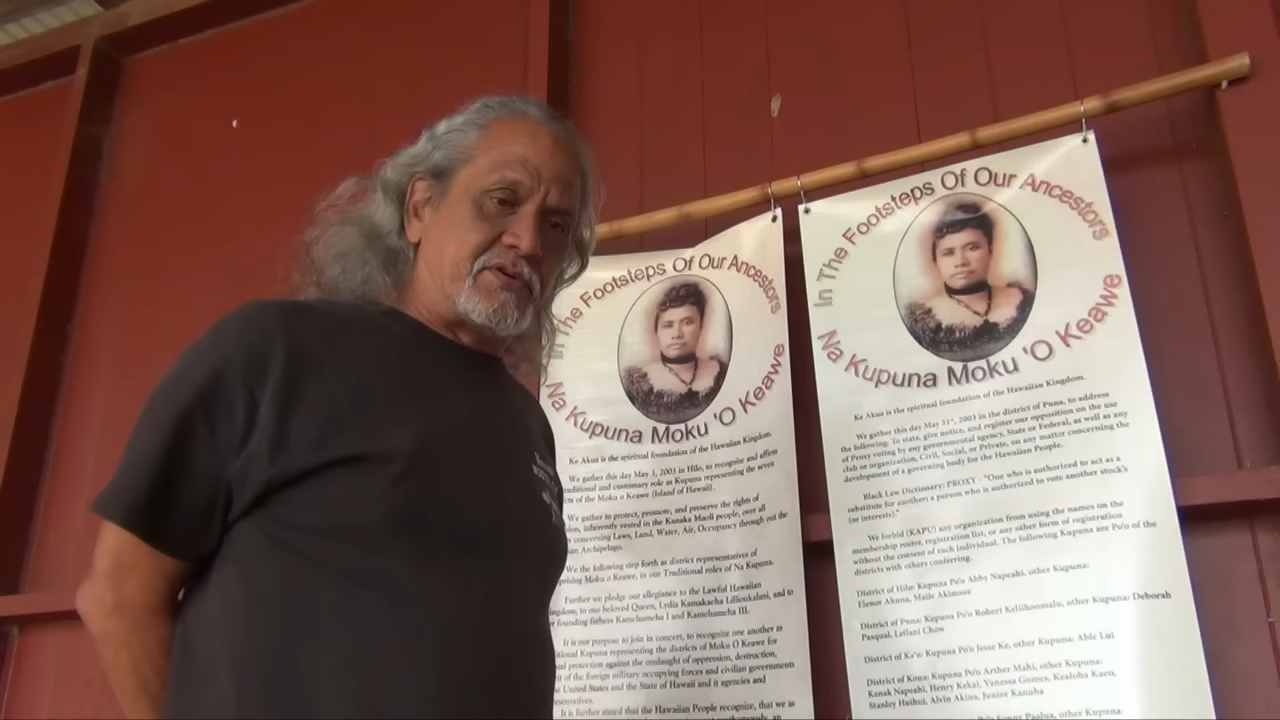 In The Footsteps Of Our Ancestors
Na Kupuna Moku 'O Keawe
Ke Akua is the spiritual foundation of the Hawaiian Kingdom.
We gather this day May 3, 2003 in Hilo, to recognize and affirm
traditional and customary role as Kupuna representing the seven
of the Moku o Keawe (Island of Hawaii).
We gather to protect, promote, and preserve the rights of
inherently vested in the Kanaka Maoli people, over all
concerning Laws, Land, Water, Air, Occupancy through out the
Archipelago.
We the following step forth as district representatives of
Moku o Keawe, in our Traditional roles of Na Kupuna.
Further we pledge our allegiance to the Lawful Hawaiian
to our beloved Queen, Lydia Kamakaeha Lilioukalani, and to
founding fathers Kamehameha I and Kamehameha III.
It is our purpose to join in concert, to recognize one another as
Kupuna representing the districts of Moku O Keawe for
protection against the onslaught of oppression, destruction,
of the foreign military occupying forces and civilian governments
United States and the State of Hawaii and it agencies and
It is further stated that the Hawaiian People recognize, that we as
an
In The Footsteps Of Our Ancestors
Na Kupuna Moku 'O Keawe
Ke Akua is the spiritual foundation of the Hawaiian Kingdom.
We gather this day May 31st, 2003 in the district of Puna, to address
the following: To state, give notice, and register our opposition on the use
of Proxy voting by any governmental agency, State or Federal, as well as any
club or organization, Civil, Social, or Private, on any matter concerning the
development of a governing body for the Hawaiian People.
Black Law Dictionary: PROXY - "One who is authorized to act as a
substitute for another: a person who is authorized to vote another stock's
(or interests)."
We forbid (KAPU) any organization from using the names on the
membership roster, registration list, or any other form of registration
without the consent of each individual. The following Kupuna are Po'o of the
districts with others conferring.
District of Hilo: Kupuna Po'o Abby Napeahi, other Kupuna:
Elenor Ahuna, Maile Akimseu
District of Puna: Kupuna Po'o Robert Keliihoomalu, other Kupuna: Deborah
Pasqual, Leilani Chow
District of Ka'u: Kupuna Po'o Jesse Ke, other Kupuna: Able Lui
District of Kona: Kupuna Po'o Arther Mahi, other Kupuna:
Kanak Napeahi, Henry Kekai, Vanessa Gomes, Kealoha Kaeo,
Stanley Huihui, Alvin Akina, Junior Kanuha
Po'o Sonny Paalua, other Kupuna: